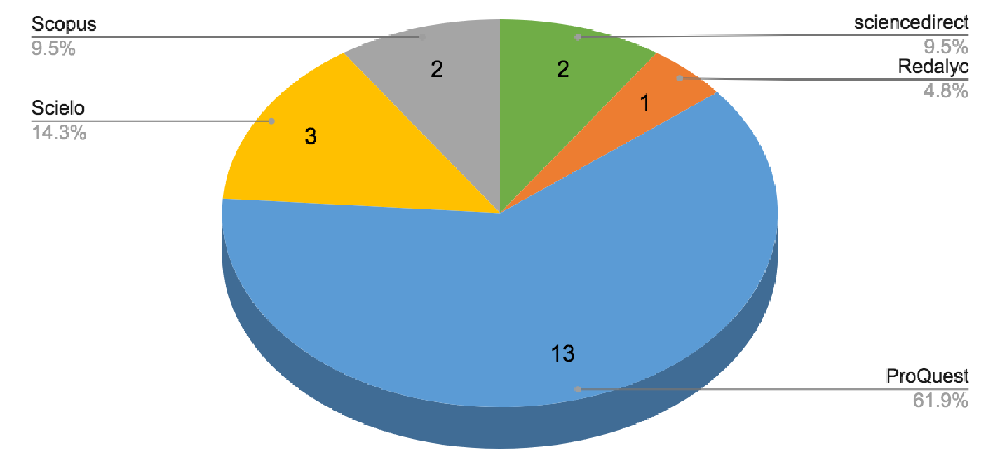 Scopus
9.5%
Scielo
14.3%
2
2
1
3
13
sciencedirect
9.5%
Redalyc
4.8%
ProQuest
61.9%